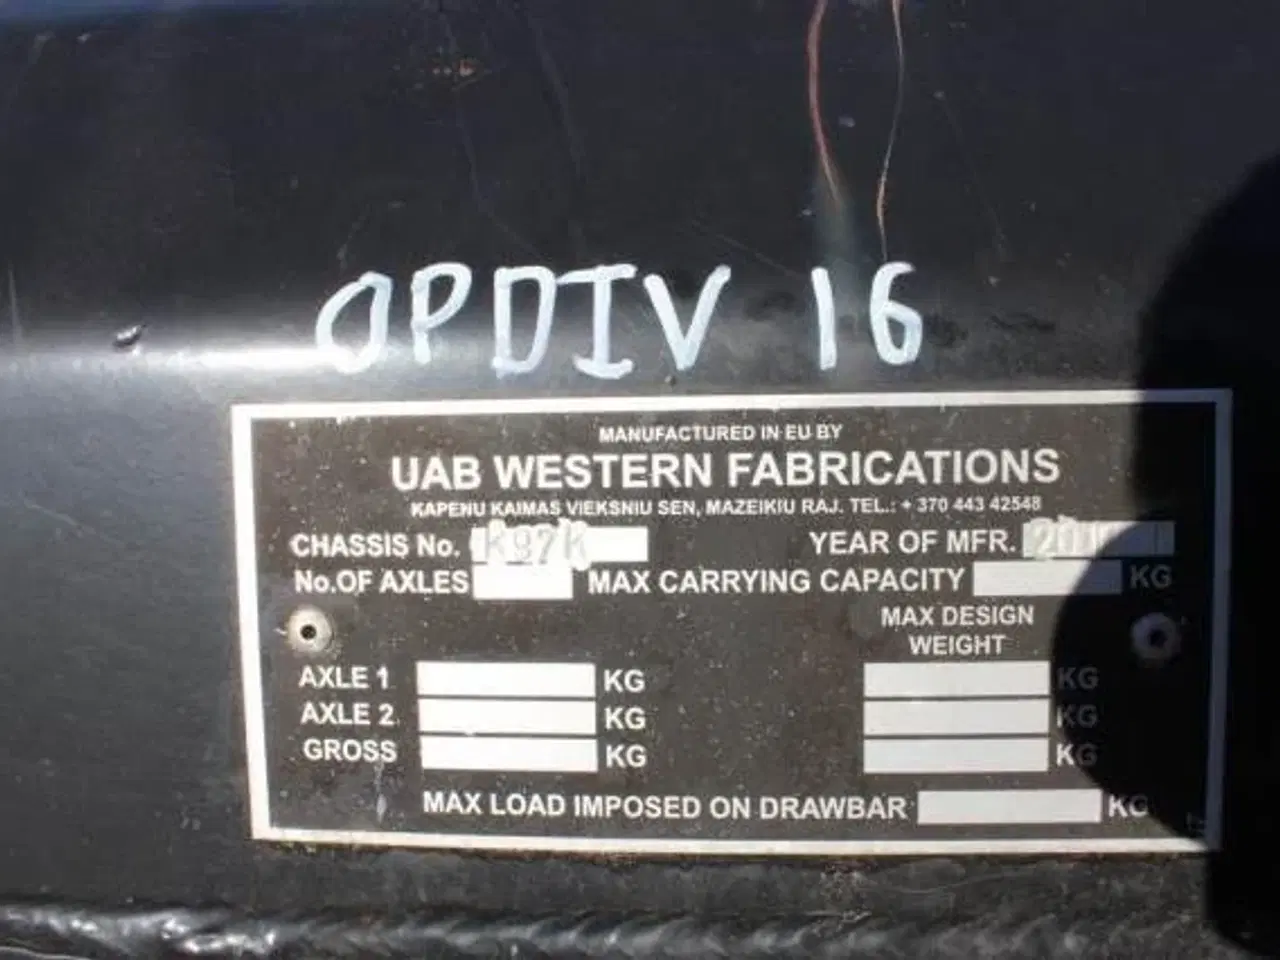 OPDIV 16
MANUFACTURED IN EU BY
UAB WESTERN FABRICATIONS
KAPENU KAIMAS VIEKSNIU SEN, MAZEIKIU RAJ. TEL.: + 370 443 42548
CHASSIS No. K97K YEAR OF MFR.
No.OF AXLES MAX CARRYING CAPACITY KG
MAX DESIGN
WEIGHT
AXLE 1 KG KG
AXLE 2 KG KG
GROSS KG KG
MAX LOAD IMPOSED ON DRAWBAR KG